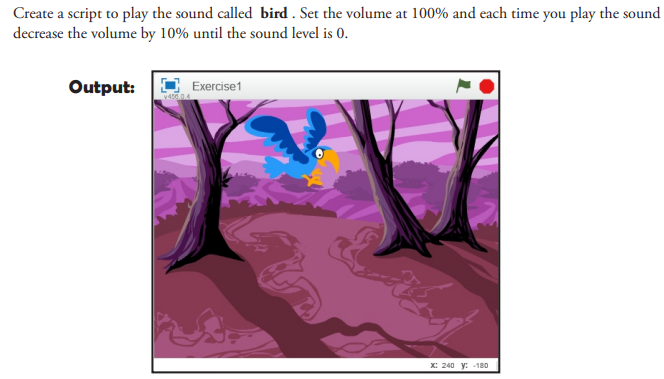 Create a script to play the sound called bird . Set the volume at 100% and each time you play the sound
decrease the volume by 10% until the sound level is 0.
Output:
Exercise1
v456.0.4
X: 240 y: -180